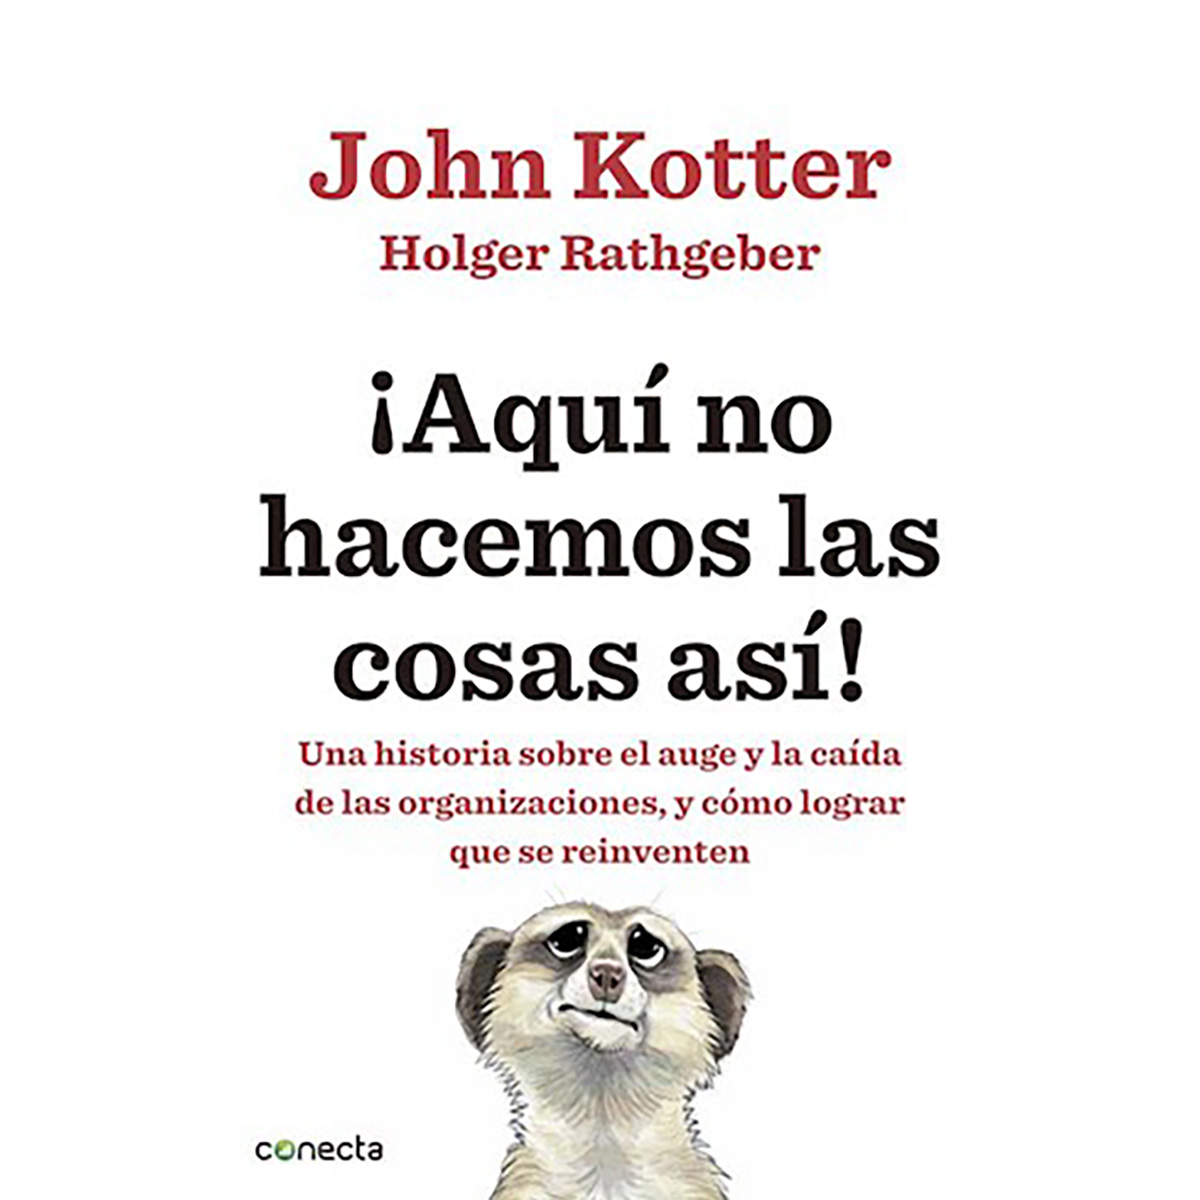 John Kotter
Holger Rathgeber
¡Aquí no
hacemos las
cosas así!
Una historia sobre el auge y la caída
de las organizaciones, y cómo lograr
que se reinventen
conecta